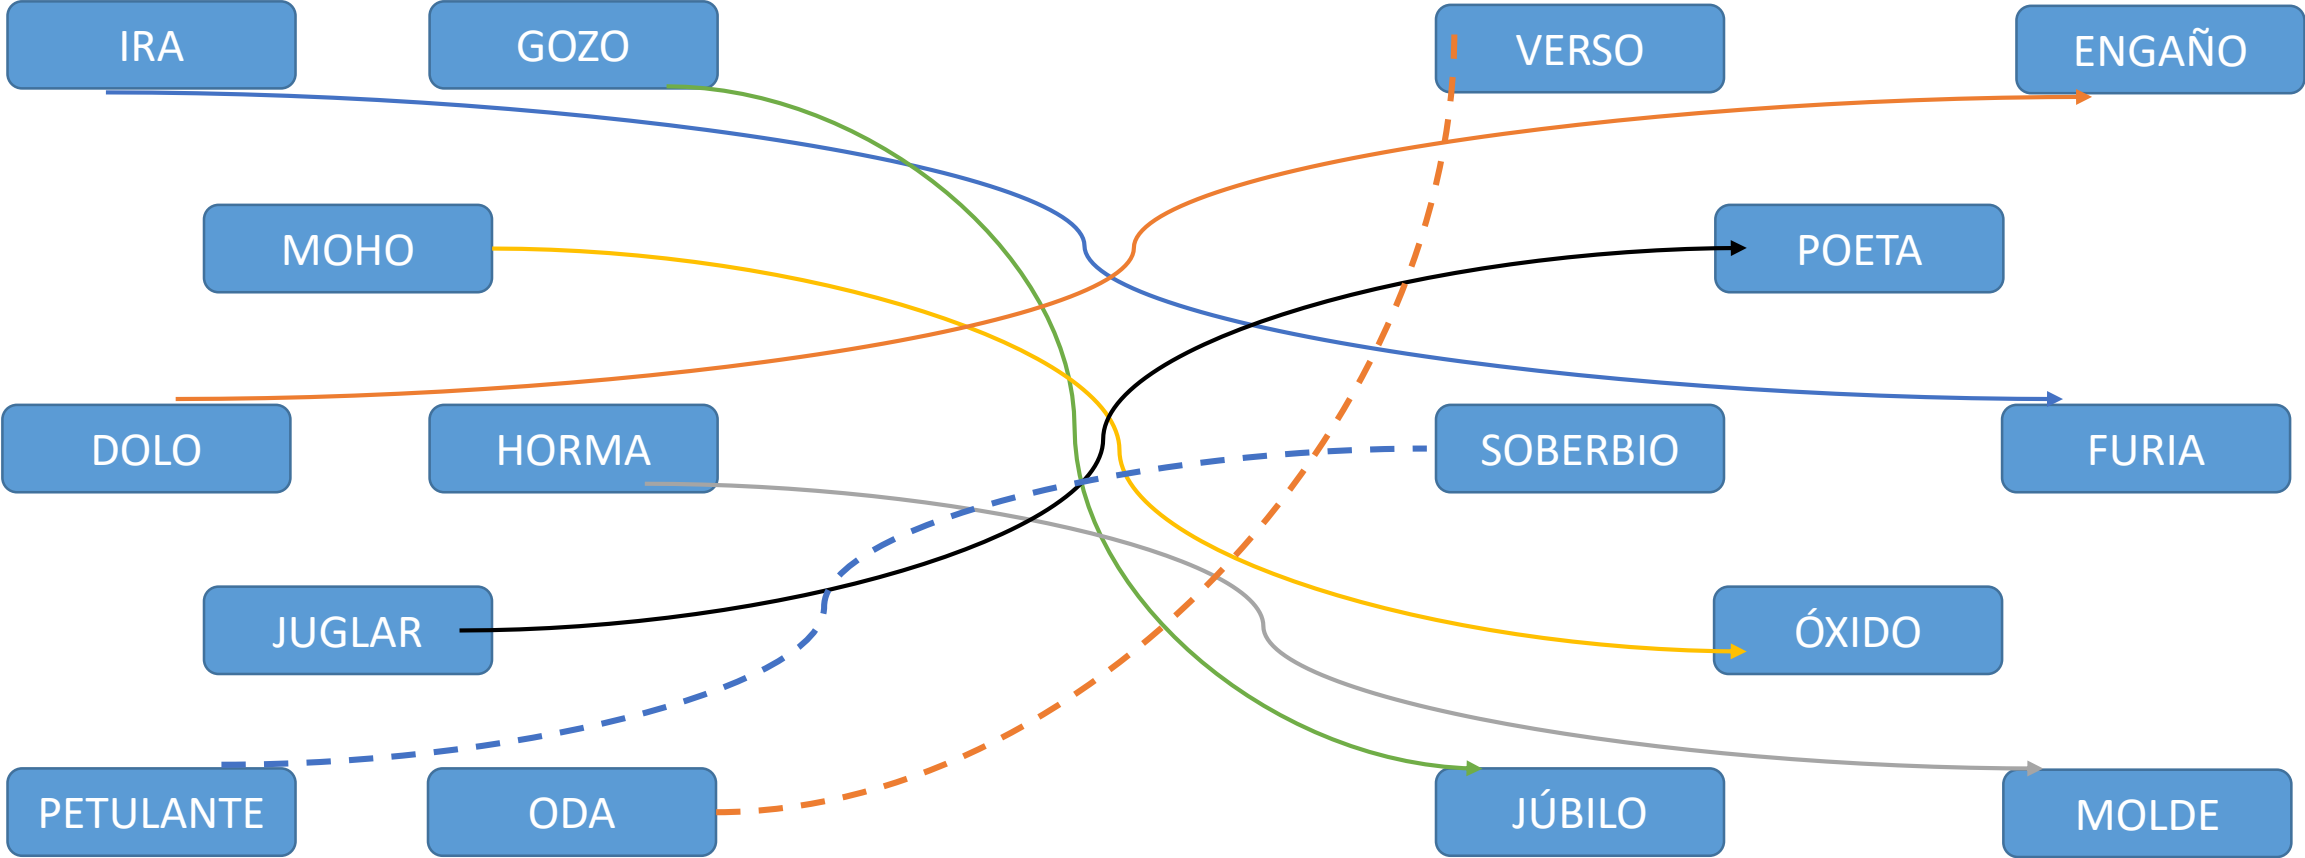 IRA
GOZO
VERSO
ENGAÑO
MOHO
POETA
DOLO
HORMA
SOBERBIO
FURIA
JUGLAR
ÓXIDO
PETULANTE
ODA
JÚBILO
MOLDE